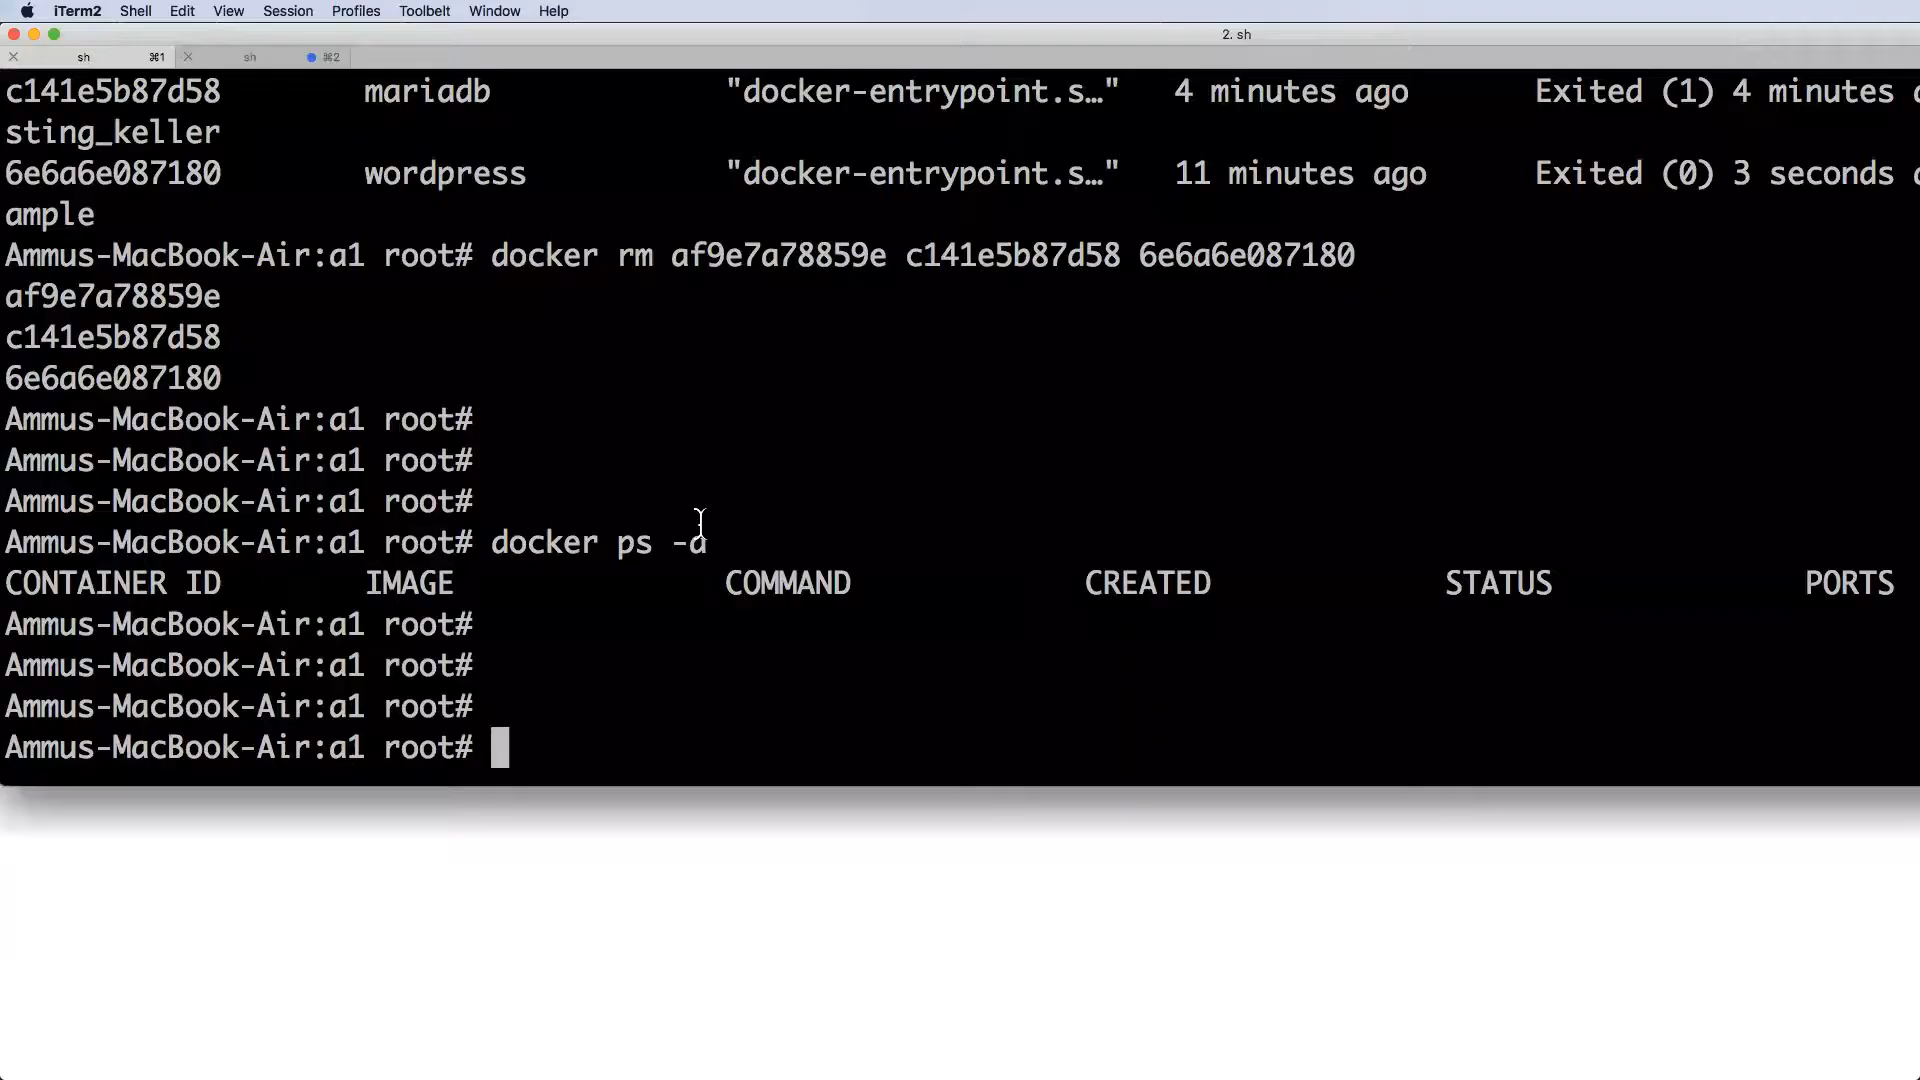 iTerm2 Shell Edit View Session Profiles Toolbelt Window Help
2. sh
sh ⌘1 sh ⌘2
c141e5b87d58 mariadb "docker-entrypoint.s…" 4 minutes ago Exited (1) 4 minutes
sting_keller
6e6a6e087180 wordpress "docker-entrypoint.s…" 11 minutes ago Exited (0) 3 seconds
ample
Ammus-MacBook-Air:a1 root# docker rm af9e7a78859e c141e5b87d58 6e6a6e087180
af9e7a78859e
c141e5b87d58
6e6a6e087180
Ammus-MacBook-Air:a1 root#
Ammus-MacBook-Air:a1 root#
Ammus-MacBook-Air:a1 root#
Ammus-MacBook-Air:a1 root# docker ps -a
CONTAINER ID IMAGE COMMAND CREATED STATUS PORTS
Ammus-MacBook-Air:a1 root#
Ammus-MacBook-Air:a1 root#
Ammus-MacBook-Air:a1 root#
Ammus-MacBook-Air:a1 root#